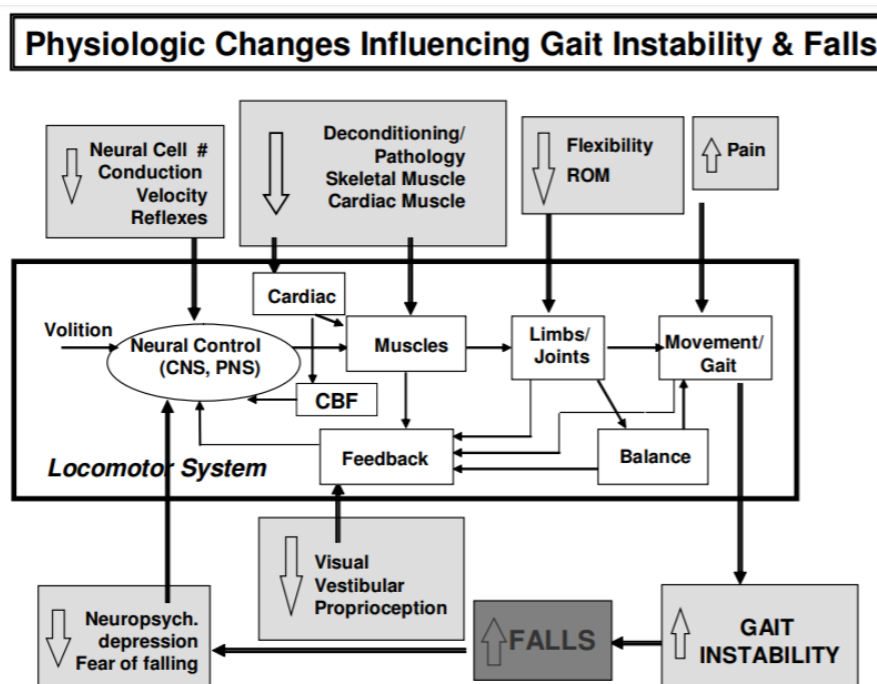 Physiologic Changes Influencing Gait Instability & Falls
Neural Cell #
Conduction
Velocity
Reflexes
Deconditioning/
Pathology
Skeletal Muscle
Cardiac Muscle
Flexibility
ROM
Pain
Volition
Neural Control
(CNS, PNS)
Cardiac
CBF
Muscles
Limbs/
Joints
Movement/
Gait
Feedback
Balance
Locomotor System
Visual
Vestibular
Proprioception
Neuropsych.
depression
Fear of falling
FALLS
GAIT
INSTABILITY